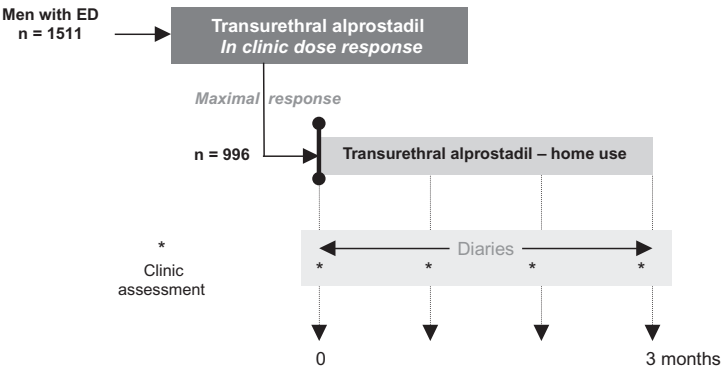 Men with ED
n = 1511
Transurethral alprostadil
In clinic dose response
Maximal response
n = 996
Transurethral alprostadil – home use
Diaries
* * * *
*
Clinic
assessment
0
3 months